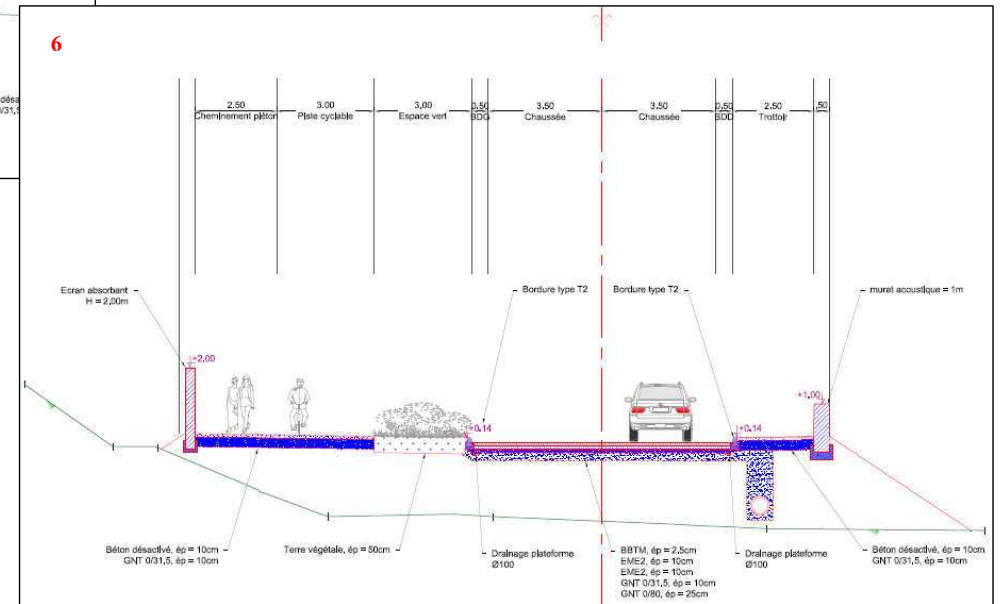 6
désa
0/31,5
2.50 3.00 3,00 0.50 3.50 3.50 0.50 2.50 .50
Cheminement piéton Piste cyclable Espace vert BDG Chaussée Chaussée BDD Trottoir
Ecran absorbant
H = 2,00m
Bordure type T2
Bordure type T2
muret acoustique = 1m
+2,00
+1,00
+0.14
+0.14
Béton désactivé, ép = 10cm
GNT 0/31,5, ép = 10cm
Terre végétale, ép = 50cm
Drainage plateforme
Ø100
BBTM, ép = 2,5cm
EME2, ép = 10cm
EME2, ép = 10cm
GNT 0/31,5, ép = 10cm
GNT 0/80, ép = 25cm
Drainage plateforme
Ø100
Béton désactivé, ép = 10cm
GNT 0/31,5, ép = 10cm